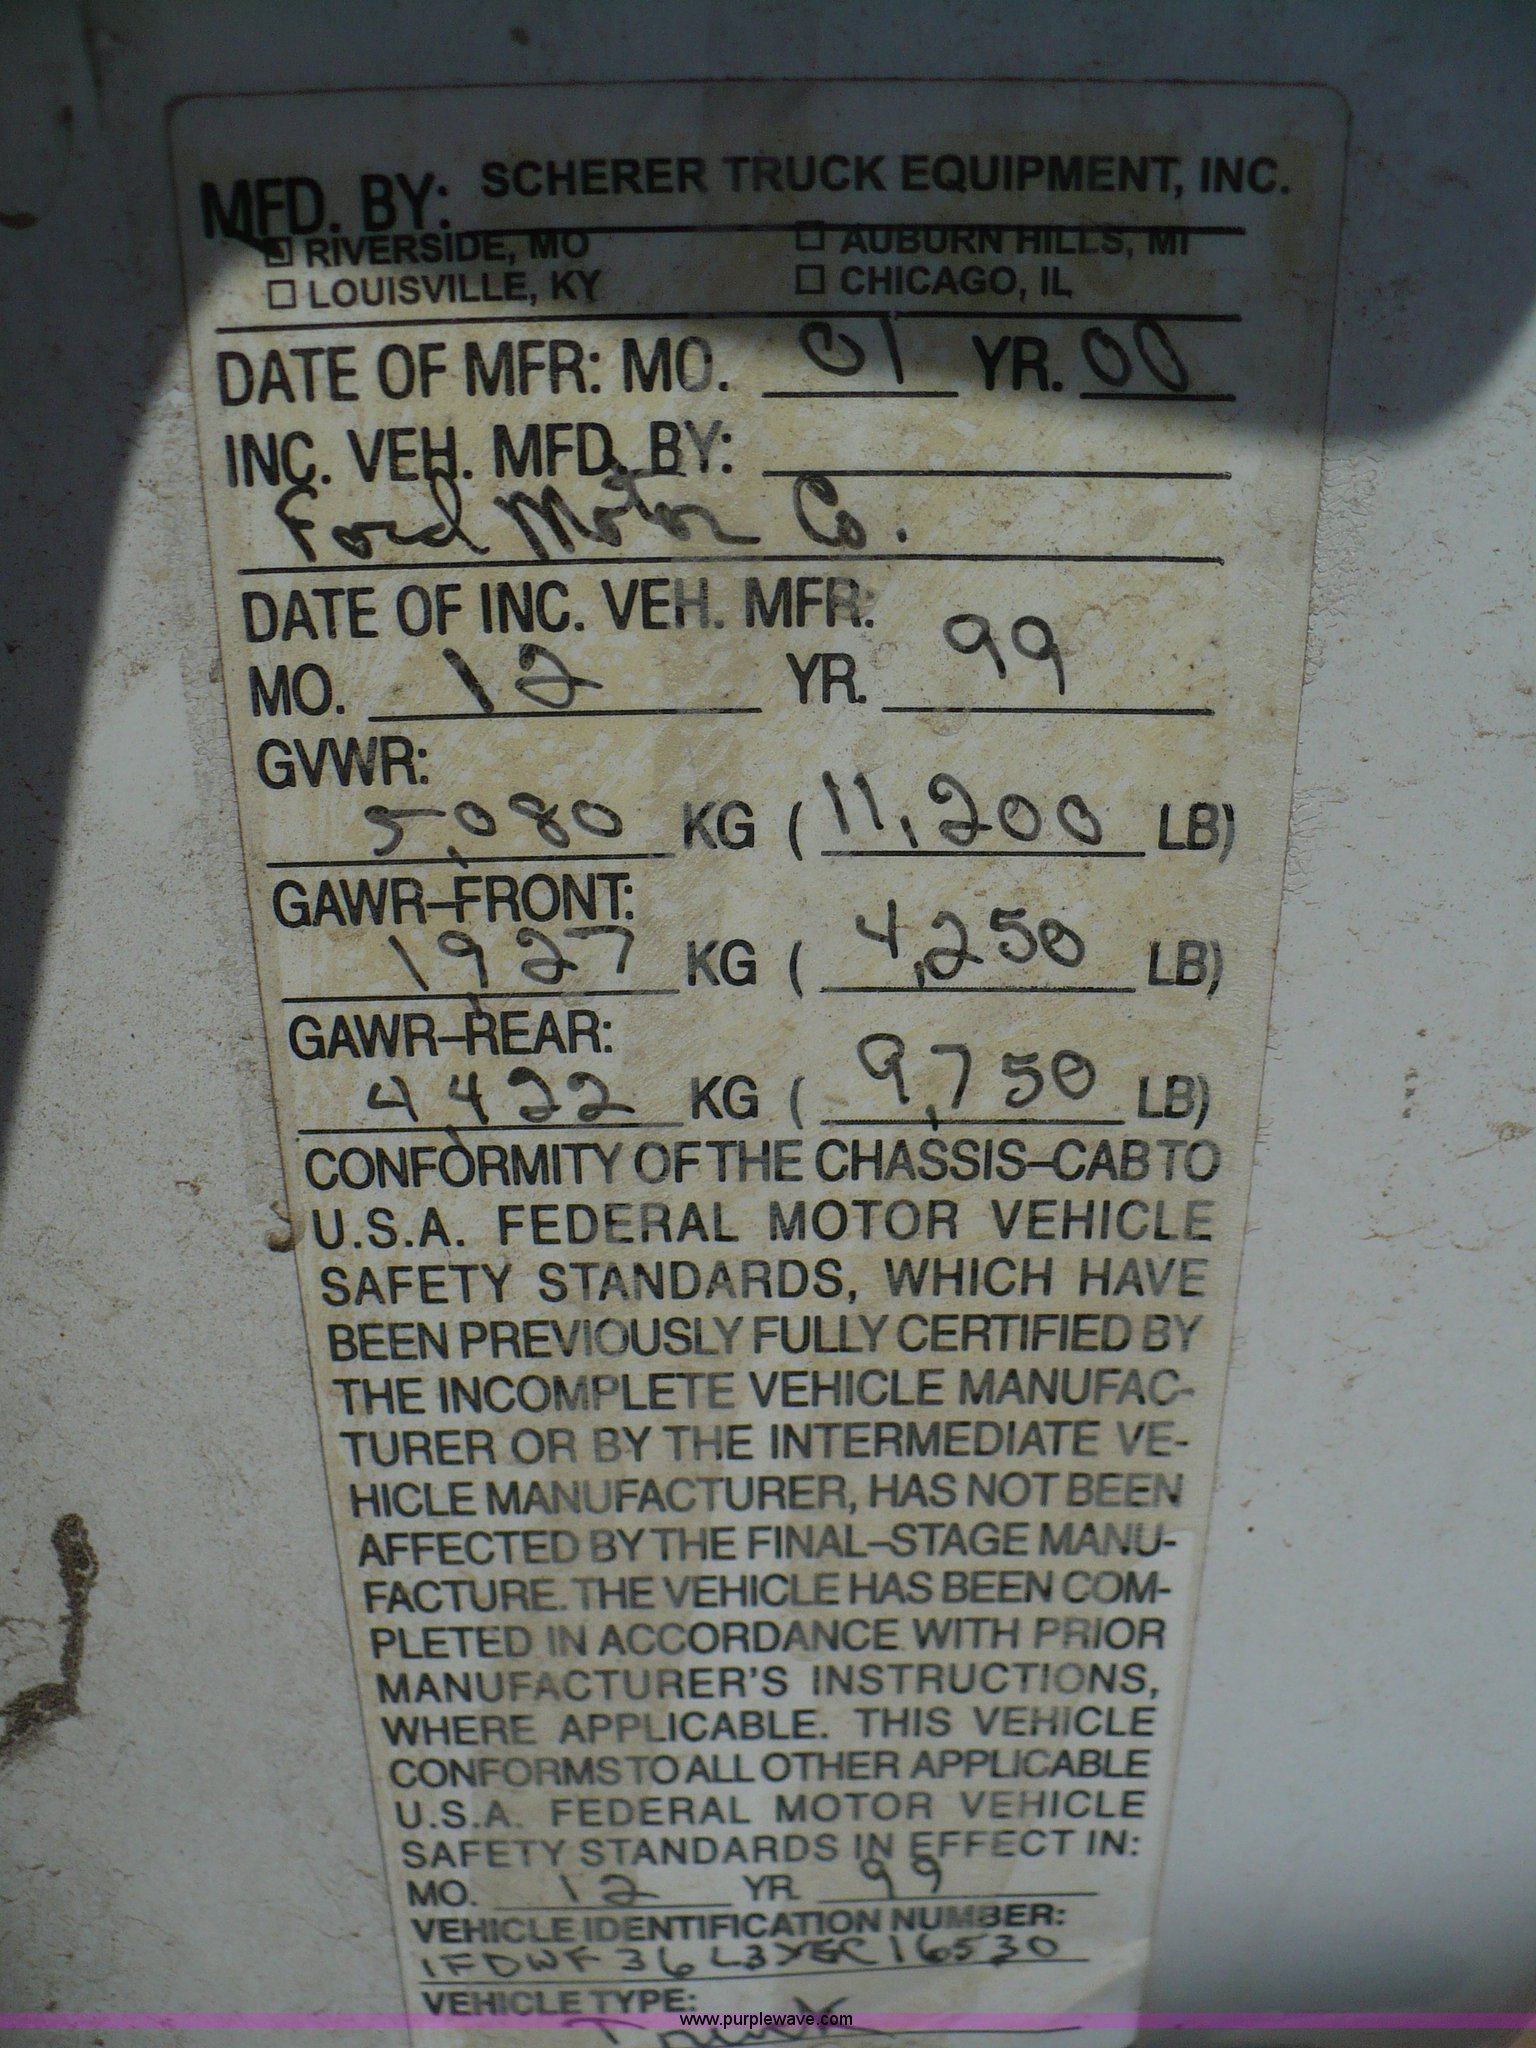 MFD. BY: SCHERER TRUCK EQUIPMENT, INC.
☑ RIVERSIDE, MO ☐ AUBURN HILLS, MI
☐ LOUISVILLE, KY ☐ CHICAGO, IL
DATE OF MFR: MO. 01 YR. 00
INC. VEH. MFD. BY:
Ford Motor Co.
DATE OF INC. VEH. MFR:
MO. 12 YR. 99
GVWR:
5,080 KG (11,200 LB)
GAWR–FRONT:
1,927 KG (4,250 LB)
GAWR–REAR:
4,422 KG (9,750 LB)
CONFORMITY OF THE CHASSIS–CAB TO
U.S.A. FEDERAL MOTOR VEHICLE
SAFETY STANDARDS, WHICH HAVE
BEEN PREVIOUSLY FULLY CERTIFIED BY
THE INCOMPLETE VEHICLE MANUFAC-
TURER OR BY THE INTERMEDIATE VE-
HICLE MANUFACTURER, HAS NOT BEEN
AFFECTED BY THE FINAL–STAGE MANU-
FACTURE. THE VEHICLE HAS BEEN COM-
PLETED IN ACCORDANCE WITH PRIOR
MANUFACTURER'S INSTRUCTIONS,
WHERE APPLICABLE. THIS VEHICLE
CONFORMS TO ALL OTHER APPLICABLE
U.S.A. FEDERAL MOTOR VEHICLE
SAFETY STANDARDS IN EFFECT IN:
MO. 12 YR. 99
VEHICLE IDENTIFICATION NUMBER:
1FDWF36L3YEC16530
VEHICLE TYPE:
Truck
www.purplewave.com